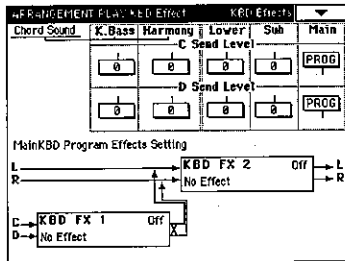 ARRANGEMENT PLAY KBD Effect KBD Effects
Chord Sound K.Bass Harmony Lower Sub Main
C Send Level
0 0 0 0 PROG
D Send Level
0 0 0 0 PROG
MainKBD Program Effects Setting
L R KBD FX 2 Off L R
No Effect
C D KBD FX 1 Off
No Effect